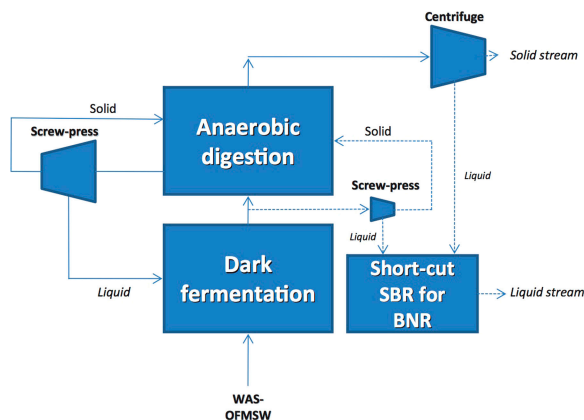 Centrifuge
Solid stream
Solid
Screw-press
Anaerobic
digestion
Solid
Screw-press
Liquid
Liquid
Liquid
Dark
fermentation
Short-cut
SBR for
BNR
Liquid stream
WAS-
OFMSW